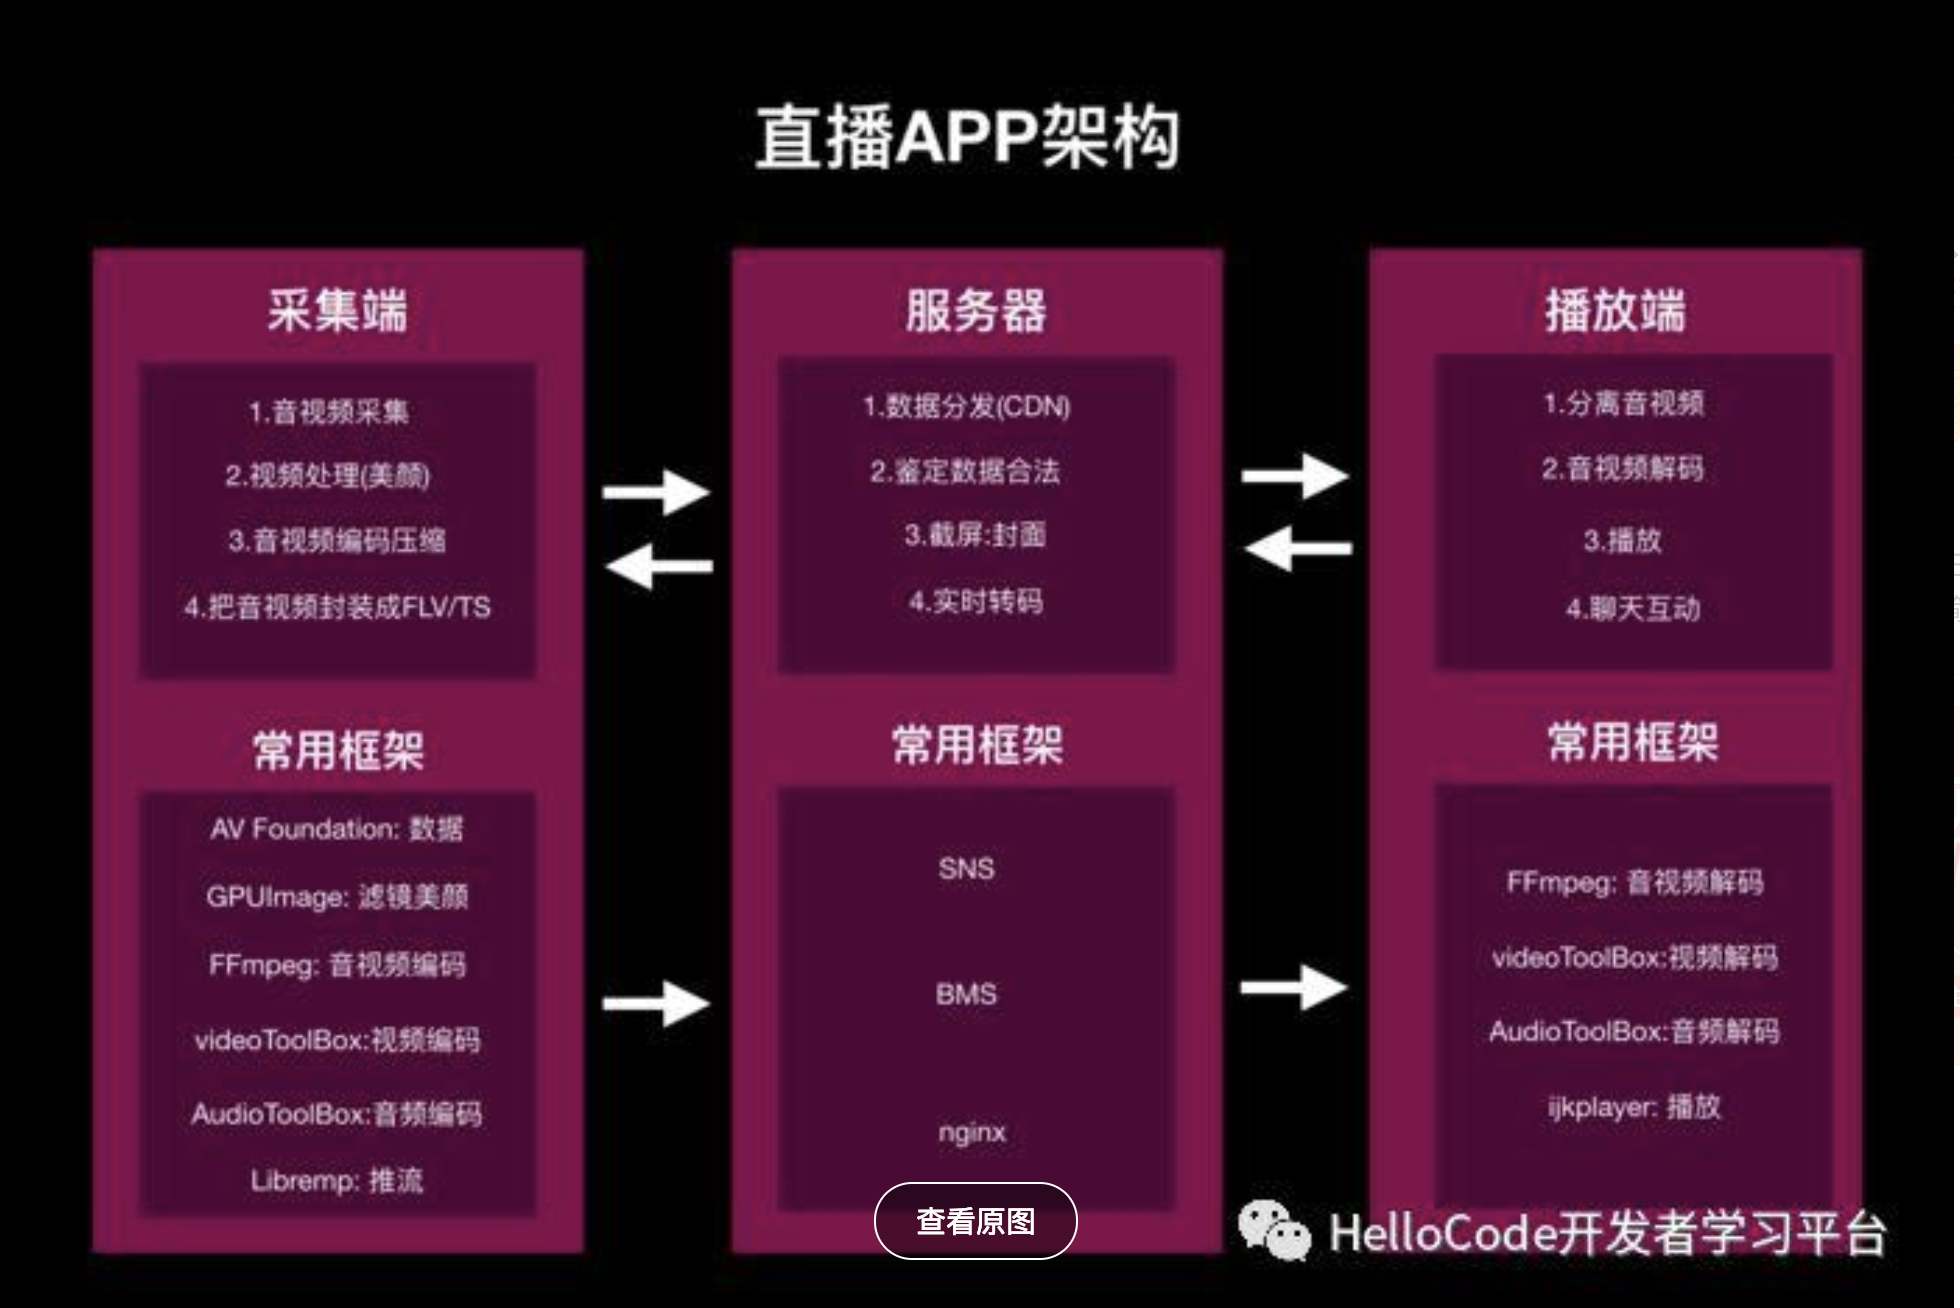 直播APP架构
采集端
1.音视频采集
2.视频处理(美颜)
3.音视频编码压缩
4.把音视频封装成FLV/TS
常用框架
AV Foundation: 数据
GPUImage: 滤镜美颜
FFmpeg: 音视频编码
videoToolBox:视频编码
AudioToolBox:音频编码
Libremp: 推流
服务器
1.数据分发(CDN)
2.鉴定数据合法
3.截屏:封面
4.实时转码
常用框架
SNS
BMS
nginx
播放端
1.分离音视频
2.音视频解码
3.播放
4.聊天互动
常用框架
FFmpeg: 音视频解码
videoToolBox:视频解码
AudioToolBox:音频解码
ijkplayer: 播放
查看原图
HelloCode开发者学习平台